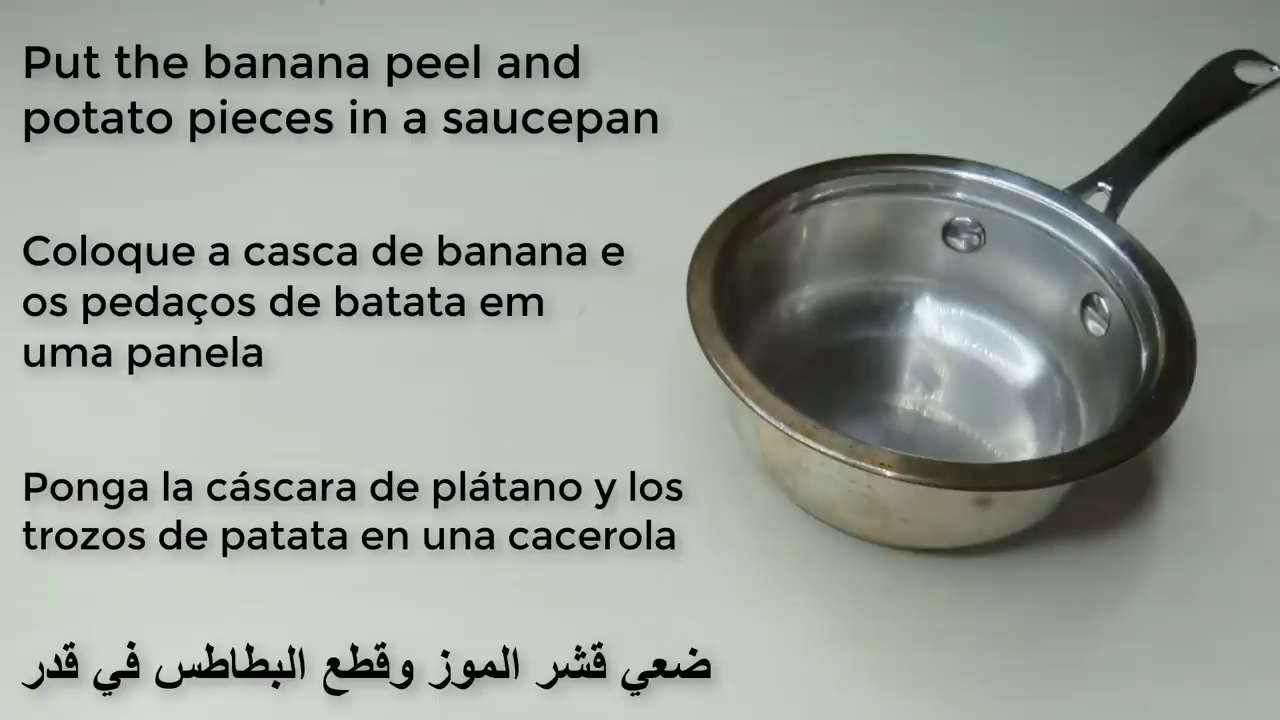 Put the banana peel and
potato pieces in a saucepan
Coloque a casca de banana e
os pedaços de batata em
uma panela
Ponga la cáscara de plátano y los
trozos de patata en una cacerola
ضعي قشر الموز وقطع البطاطس في قدر